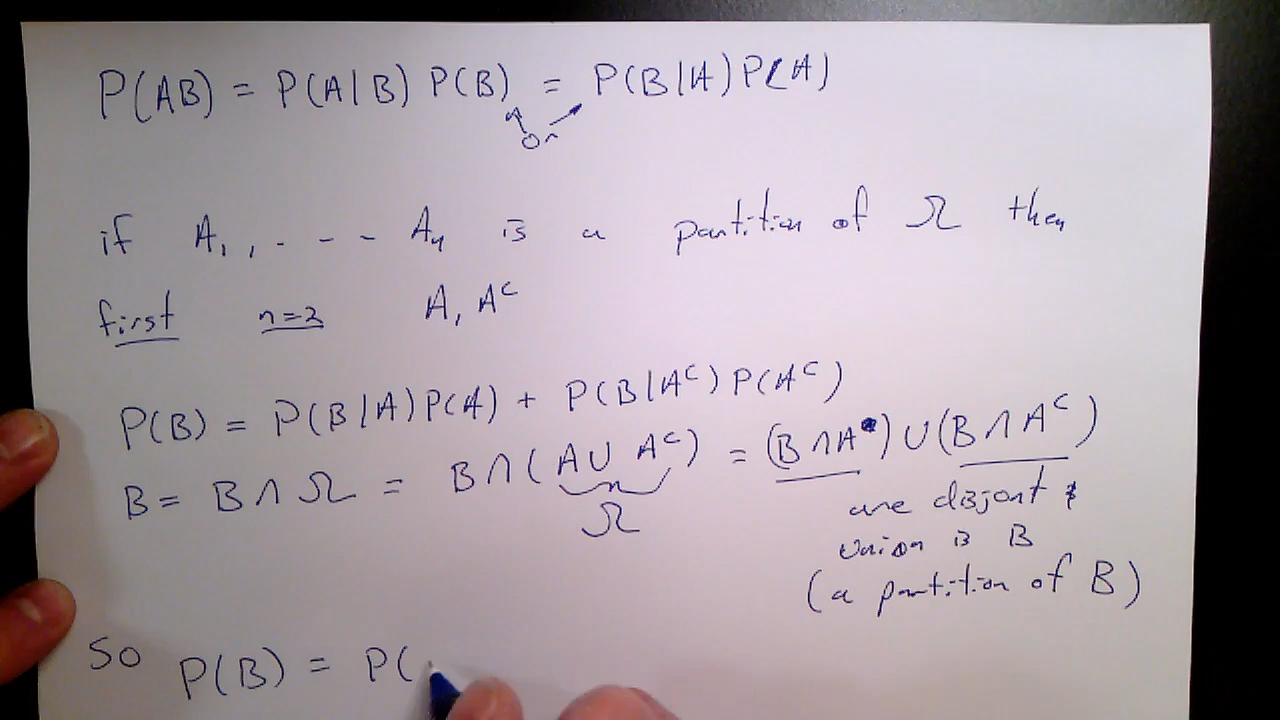 P(AB) = P(A|B) P(B) = P(B|A)P(A)
or
if A₁, - - - Aₙ is a partition of Ω then
first n=2 A, Aᶜ
P(B) = P(B|A)P(A) + P(B|Aᶜ)P(Aᶜ)
B = B∩Ω = B∩(A∪Aᶜ) = (B∩A)∪(B∩Aᶜ)
Ω
are disjont &
union is B
(a partition of B)
So P(B) = P(